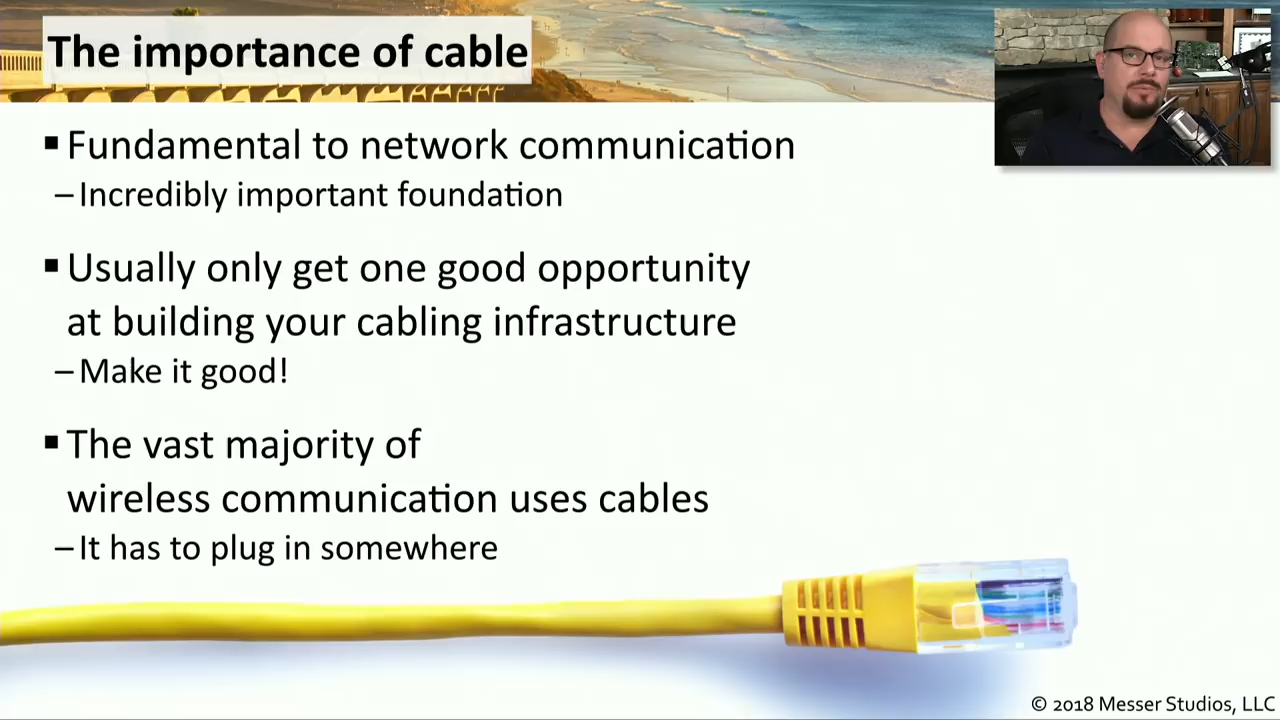 The importance of cable
▪ Fundamental to network communication
– Incredibly important foundation
▪ Usually only get one good opportunity
at building your cabling infrastructure
– Make it good!
▪ The vast majority of
wireless communication uses cables
– It has to plug in somewhere
© 2018 Messer Studios, LLC